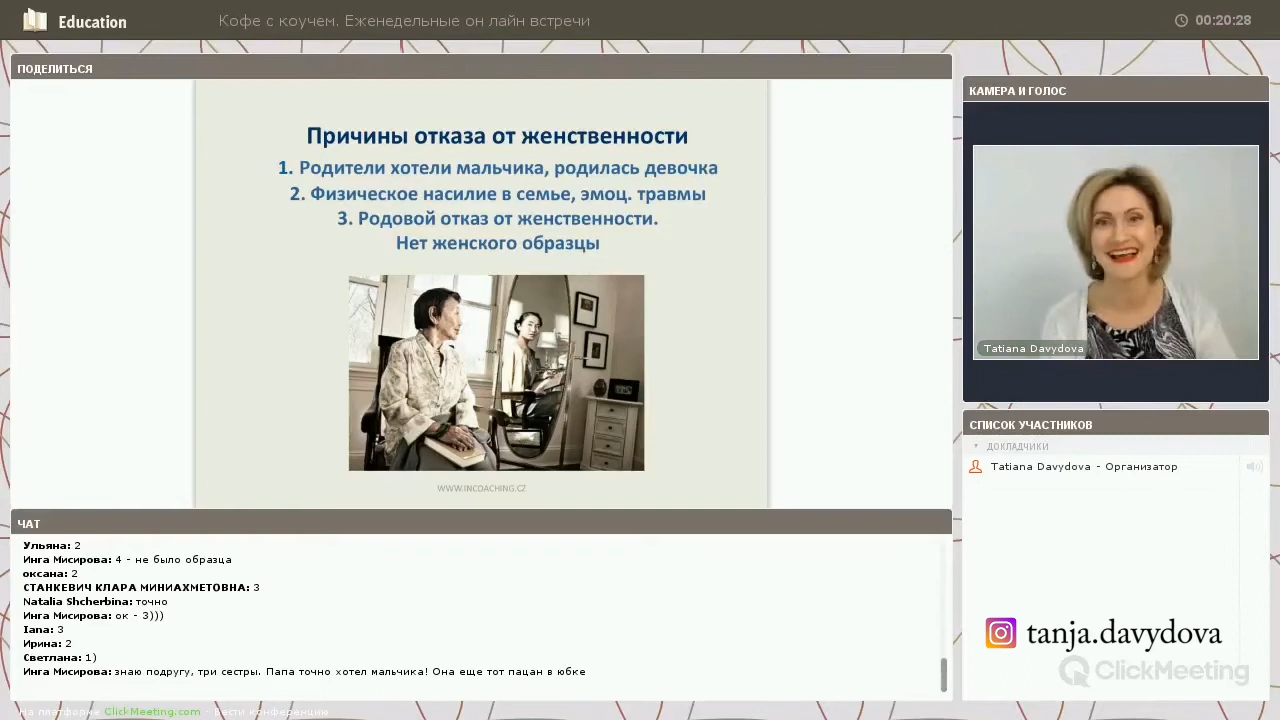 Education
Кофе с коучем. Еженедельные он лайн встречи
00:20:28
ПОДЕЛИТЬСЯ
Причины отказа от женственности
1. Родители хотели мальчика, родилась девочка
2. Физическое насилие в семье, эмоц. травмы
3. Родовой отказ от женственности.
Нет женского образцы
WWW.INCOACHING.CZ
ЧАТ
Ульяна: 2
Инга Мисирова: 4 - не было образца
оксана: 2
СТАНКЕВИЧ КЛАРА МИНИАХМЕТОВНА: 3
Natalia Shcherbina: точно
Инга Мисирова: ок - 3)))
Iana: 3
Ирина: 2
Светлана: 1)
Инга Мисирова: знаю подругу, три сестры. Папа точно хотел мальчика! Она еще тот пацан в юбке
На платформе ClickMeeting.com - Вести конференцию
КАМЕРА И ГОЛОС
Tatiana Davydova
СПИСОК УЧАСТНИКОВ
ДОКЛАДЧИКИ
Tatiana Davydova - Организатор
tanja.davydova
ClickMeeting